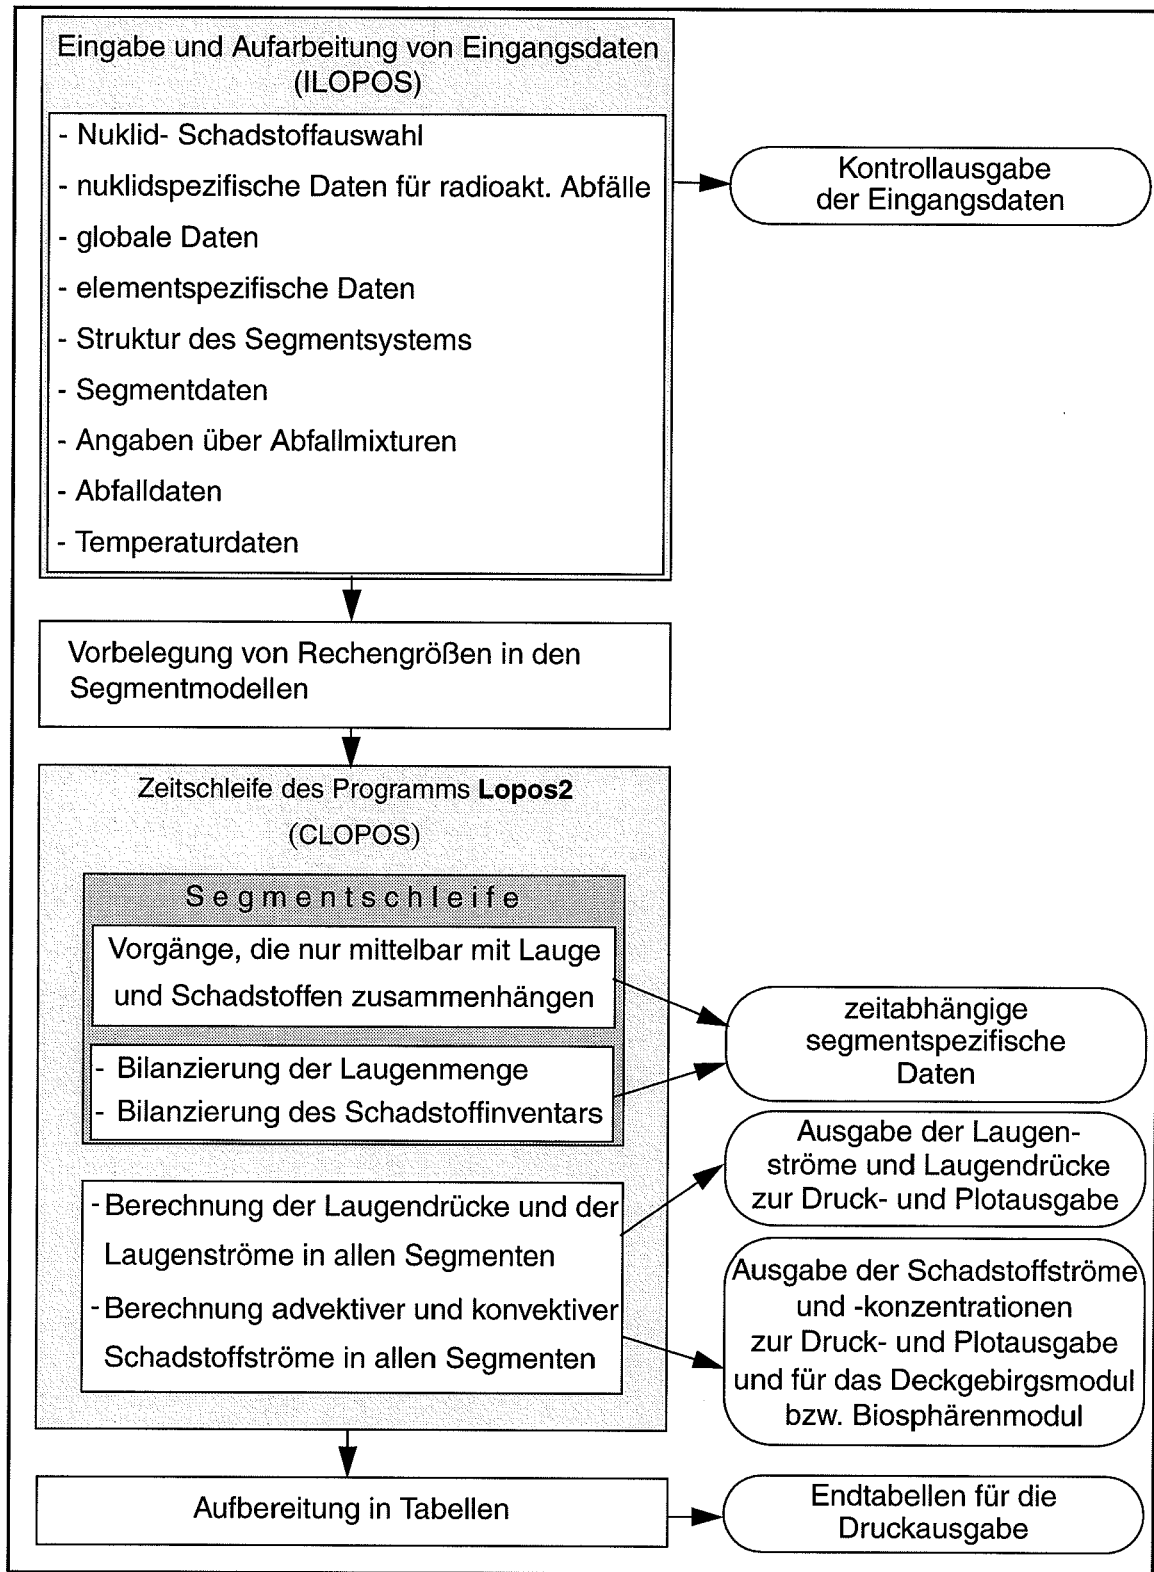 Eingabe und Aufarbeitung von Eingangsdaten
(ILOPOS)
- Nuklid- Schadstoffauswahl
- nuklidspezifische Daten für radioakt. Abfälle
- globale Daten
- elementspezifische Daten
- Struktur des Segmentsystems
- Segmentdaten
- Angaben über Abfallmixturen
- Abfalldaten
- Temperaturdaten
Kontrollausgabe
der Eingangsdaten
Vorbelegung von Rechengrößen in den
Segmentmodellen
Zeitschleife des Programms Lopos2
(CLOPOS)
Segmentschleife
Vorgänge, die nur mittelbar mit Lauge
und Schadstoffen zusammenhängen
- Bilanzierung der Laugenmenge
- Bilanzierung des Schadstoffinventars
zeitabhängige
segmentspezifische
Daten
- Berechnung der Laugendrücke und der
Laugenströme in allen Segmenten
- Berechnung advektiver und konvektiver
Schadstoffströme in allen Segmenten
Ausgabe der Laugen-
ströme und Laugendrücke
zur Druck- und Plotausgabe
Ausgabe der Schadstoffströme
und -konzentrationen
zur Druck- und Plotausgabe
und für das Deckgebirgsmodul
bzw. Biosphärenmodul
Aufbereitung in Tabellen
Endtabellen für die
Druckausgabe